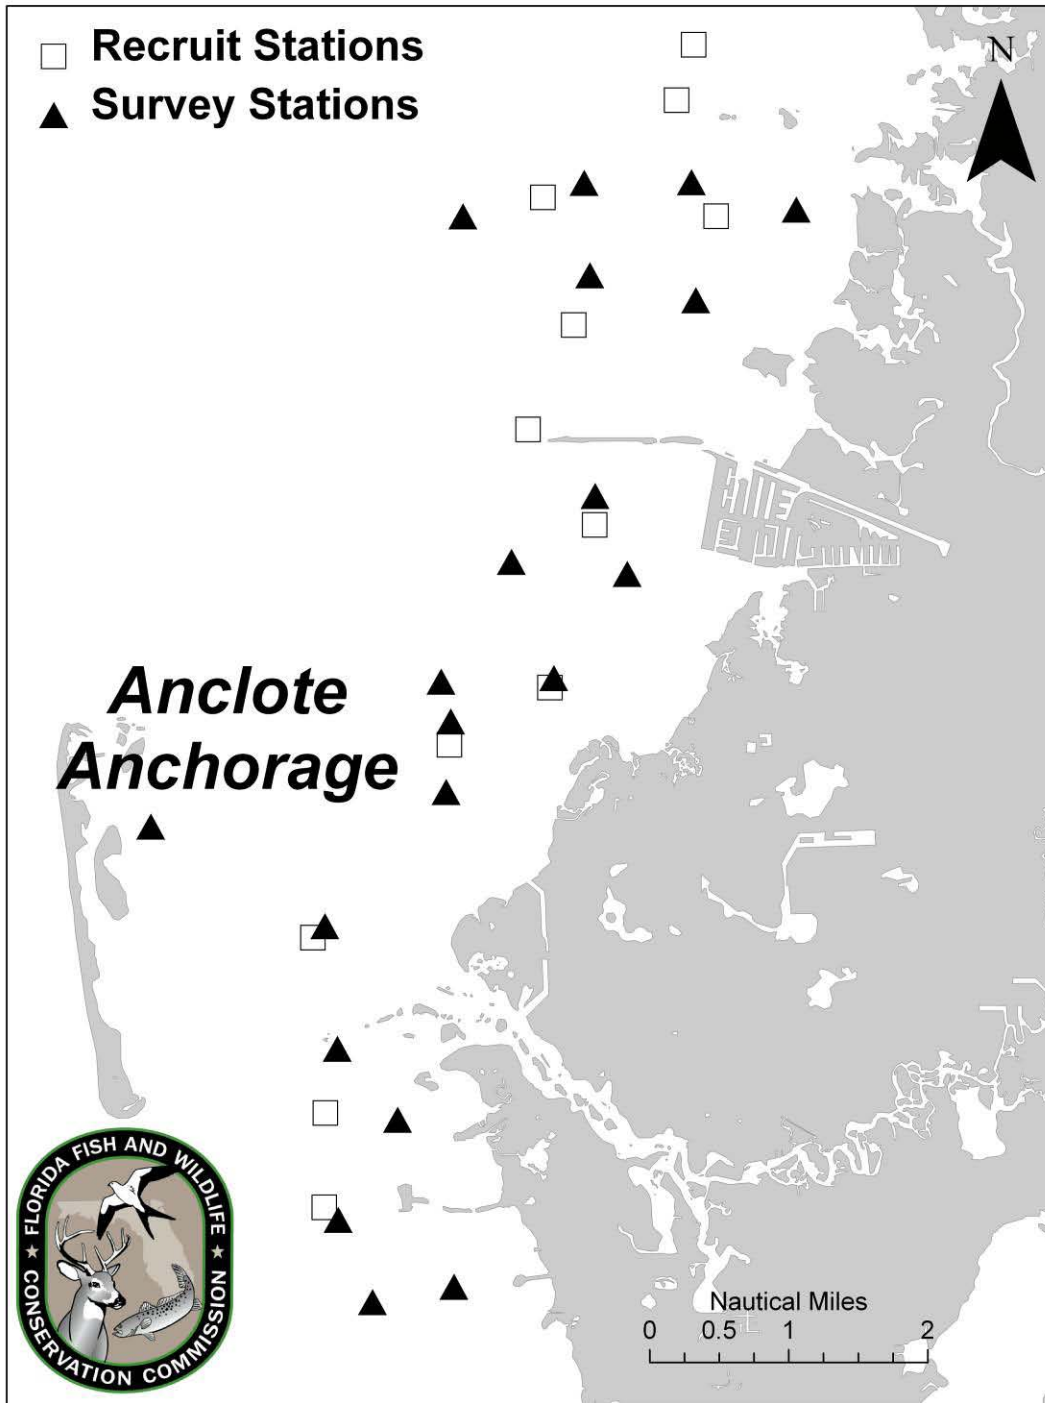 Recruit Stations
Survey Stations
N
Anclote
Anchorage
FLORIDA FISH AND WILDLIFE
CONSERVATION COMMISSION
Nautical Miles
0 0.5 1 2